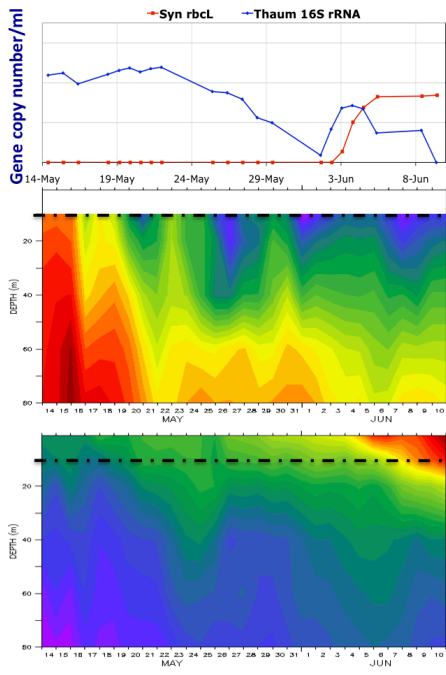 Syn rbcL Thaum 16S rRNA
Gene copy number/ml
14-May 19-May 24-May 29-May 3-Jun 8-Jun
DEPTH (m)
20
40
60
80
14 15 16 17 18 19 20 21 22 23 24 25 26 27 28 29 30 31 1 2 3 4 5 6 7 8 9 10
MAY JUN
DEPTH (m)
20
40
60
80
14 15 16 17 18 19 20 21 22 23 24 25 26 27 28 29 30 31 1 2 3 4 5 6 7 8 9 10
MAY JUN